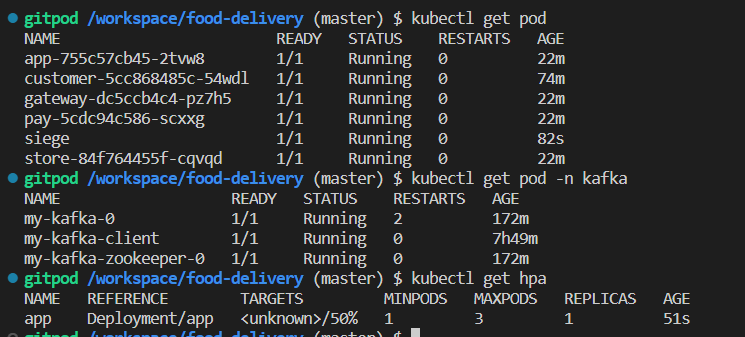 gitpod /workspace/food-delivery (master) $ kubectl get pod
NAME READY STATUS RESTARTS AGE
app-755c57cb45-2tvw8 1/1 Running 0 22m
customer-5cc868485c-54wdl 1/1 Running 0 74m
gateway-dc5ccb4c4-pz7h5 1/1 Running 0 22m
pay-5cdc94c586-scxxg 1/1 Running 0 22m
siege 1/1 Running 0 82s
store-84f764455f-cqvqd 1/1 Running 0 22m
gitpod /workspace/food-delivery (master) $ kubectl get pod -n kafka
NAME READY STATUS RESTARTS AGE
my-kafka-0 1/1 Running 2 172m
my-kafka-client 1/1 Running 0 7h49m
my-kafka-zookeeper-0 1/1 Running 0 172m
gitpod /workspace/food-delivery (master) $ kubectl get hpa
NAME REFERENCE TARGETS MINPODS MAXPODS REPLICAS AGE
app Deployment/app <unknown>/50% 1 3 1 51s
gitpod /workspace/food-delivery (master) $